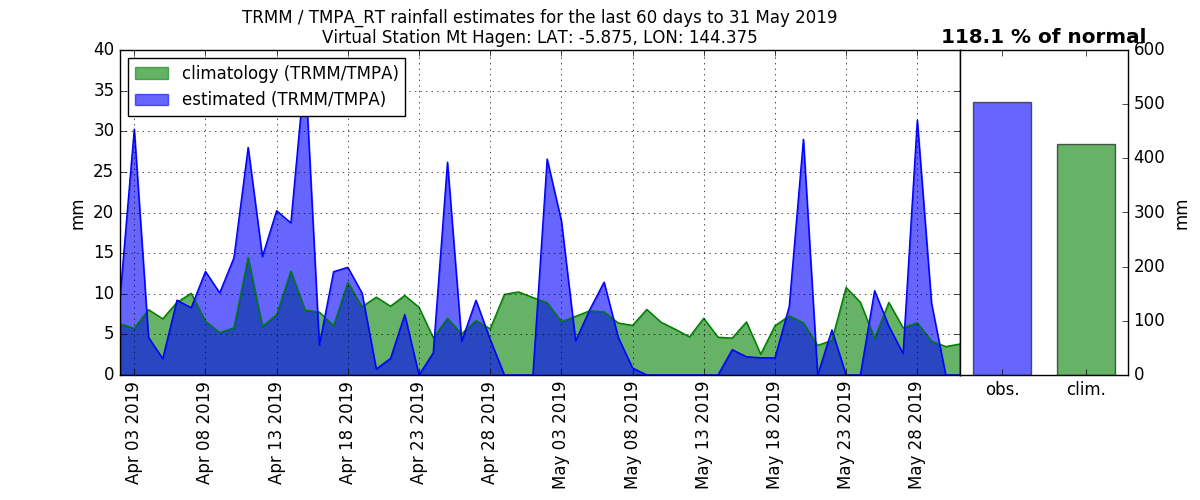 TRMM / TMPA_RT rainfall estimates for the last 60 days to 31 May 2019
Virtual Station Mt Hagen: LAT: -5.875, LON: 144.375
118.1 % of normal
climatology (TRMM/TMPA)
estimated (TRMM/TMPA)
mm
40
35
30
25
20
15
10
5
0
Apr 03 2019
Apr 08 2019
Apr 13 2019
Apr 18 2019
Apr 23 2019
Apr 28 2019
May 03 2019
May 08 2019
May 13 2019
May 18 2019
May 23 2019
May 28 2019
600
500
400
300
200
100
0
mm
obs.
clim.